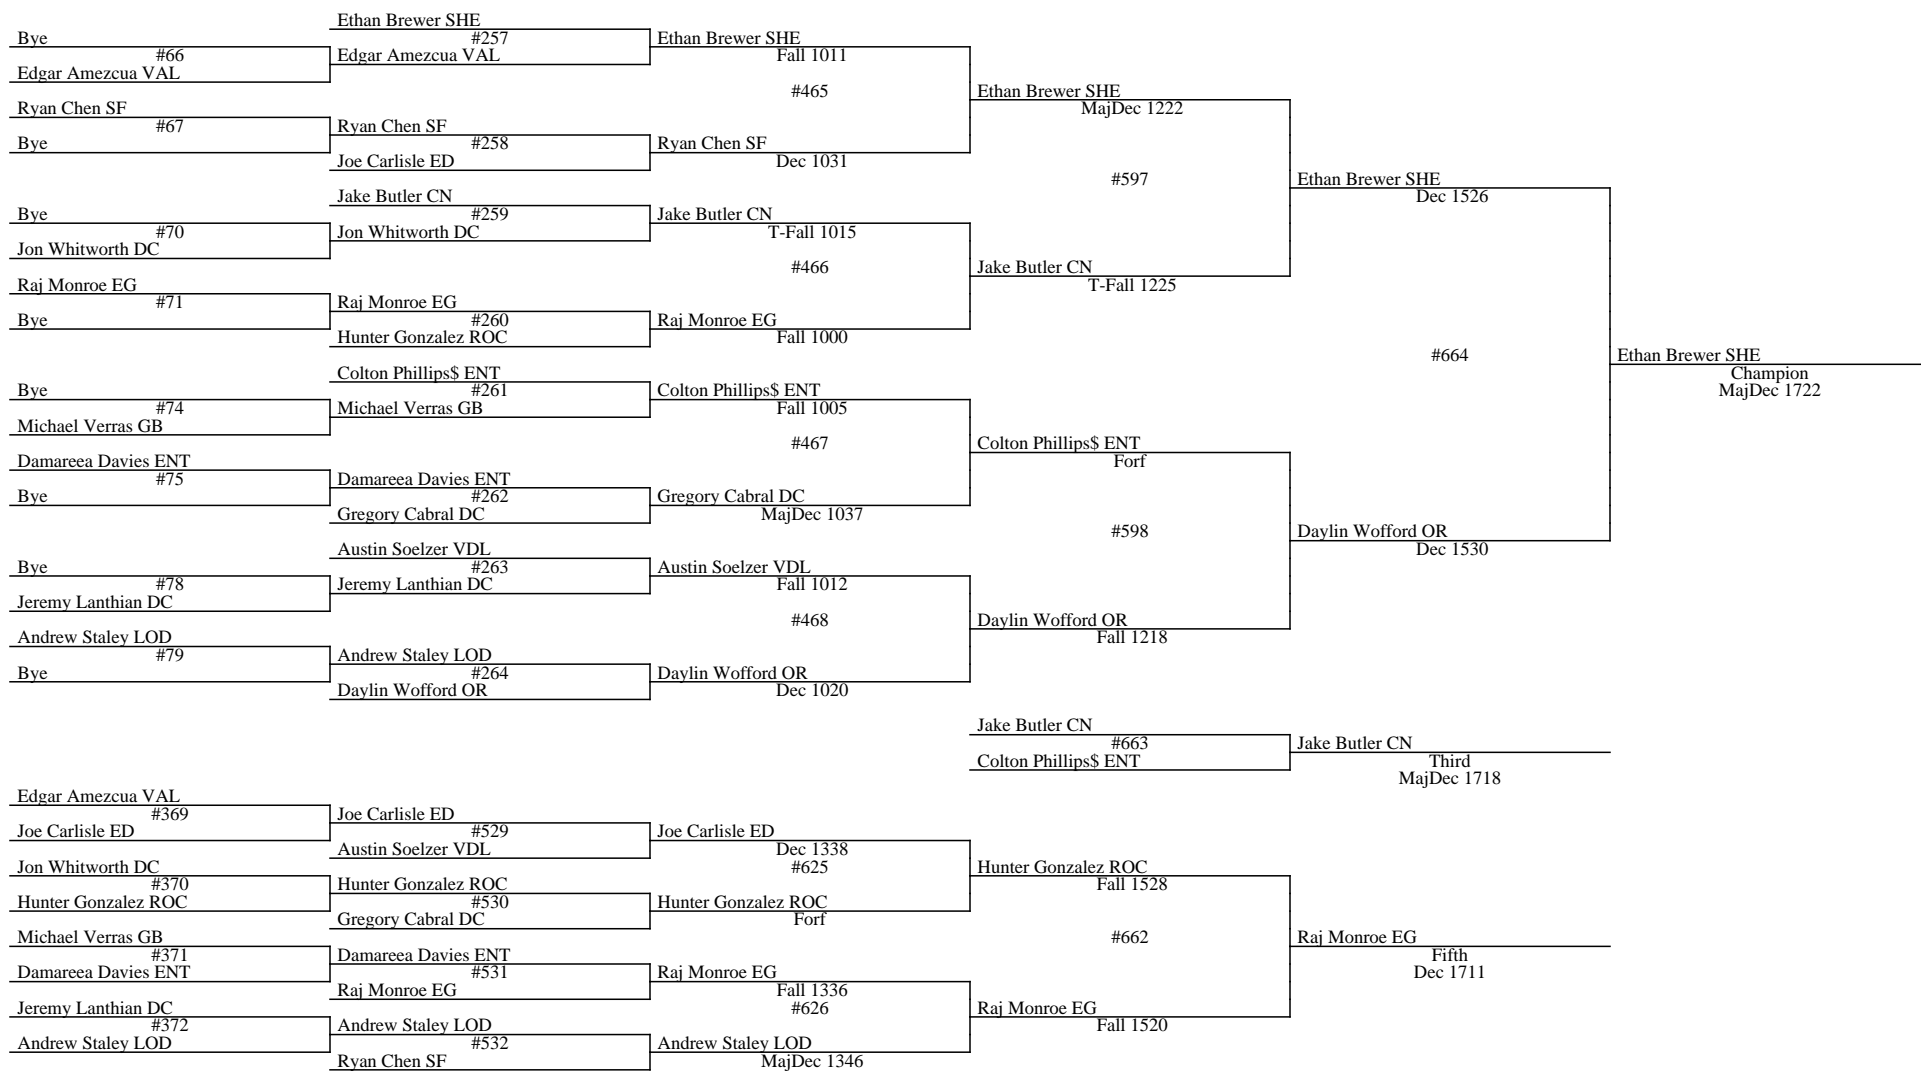 Ethan Brewer SHE
Bye
#257
Ethan Brewer SHE
#66
Edgar Amezcua VAL
Fall 1011
Edgar Amezcua VAL
#465
Ethan Brewer SHE
Ryan Chen SF
MajDec 1222
#67
Ryan Chen SF
Bye
#258
Ryan Chen SF
Joe Carlisle ED
Dec 1031
#597
Ethan Brewer SHE
Jake Butler CN
Dec 1526
Bye
#259
Jake Butler CN
#70
Jon Whitworth DC
T-Fall 1015
Jon Whitworth DC
#466
Jake Butler CN
Raj Monroe EG
T-Fall 1225
#71
Raj Monroe EG
Bye
#260
Raj Monroe EG
Hunter Gonzalez ROC
Fall 1000
#664
Ethan Brewer SHE
Colton Phillips$ ENT
Champion
Bye
#261
Colton Phillips$ ENT
MajDec 1722
#74
Michael Verras GB
Fall 1005
Michael Verras GB
#467
Colton Phillips$ ENT
Damareea Davies ENT
Forf
#75
Damareea Davies ENT
Bye
#262
Gregory Cabral DC
Gregory Cabral DC
MajDec 1037
#598
Daylin Wofford OR
Austin Soelzer VDL
Dec 1530
Bye
#263
Austin Soelzer VDL
#78
Jeremy Lanthian DC
Fall 1012
Jeremy Lanthian DC
#468
Daylin Wofford OR
Andrew Staley LOD
Fall 1218
#79
Andrew Staley LOD
Bye
#264
Daylin Wofford OR
Daylin Wofford OR
Dec 1020
Jake Butler CN
#663
Jake Butler CN
Colton Phillips$ ENT
Third
MajDec 1718
Edgar Amezcua VAL
#369
Joe Carlisle ED
Joe Carlisle ED
#529
Joe Carlisle ED
Austin Soelzer VDL
Dec 1338
Jon Whitworth DC
#625
Hunter Gonzalez ROC
#370
Hunter Gonzalez ROC
Fall 1528
Hunter Gonzalez ROC
#530
Hunter Gonzalez ROC
Gregory Cabral DC
Forf
Michael Verras GB
#662
Raj Monroe EG
#371
Damareea Davies ENT
Fifth
Damareea Davies ENT
#531
Raj Monroe EG
Dec 1711
Raj Monroe EG
Fall 1336
Jeremy Lanthian DC
#626
Raj Monroe EG
#372
Andrew Staley LOD
Fall 1520
Andrew Staley LOD
#532
Andrew Staley LOD
Ryan Chen SF
MajDec 1346